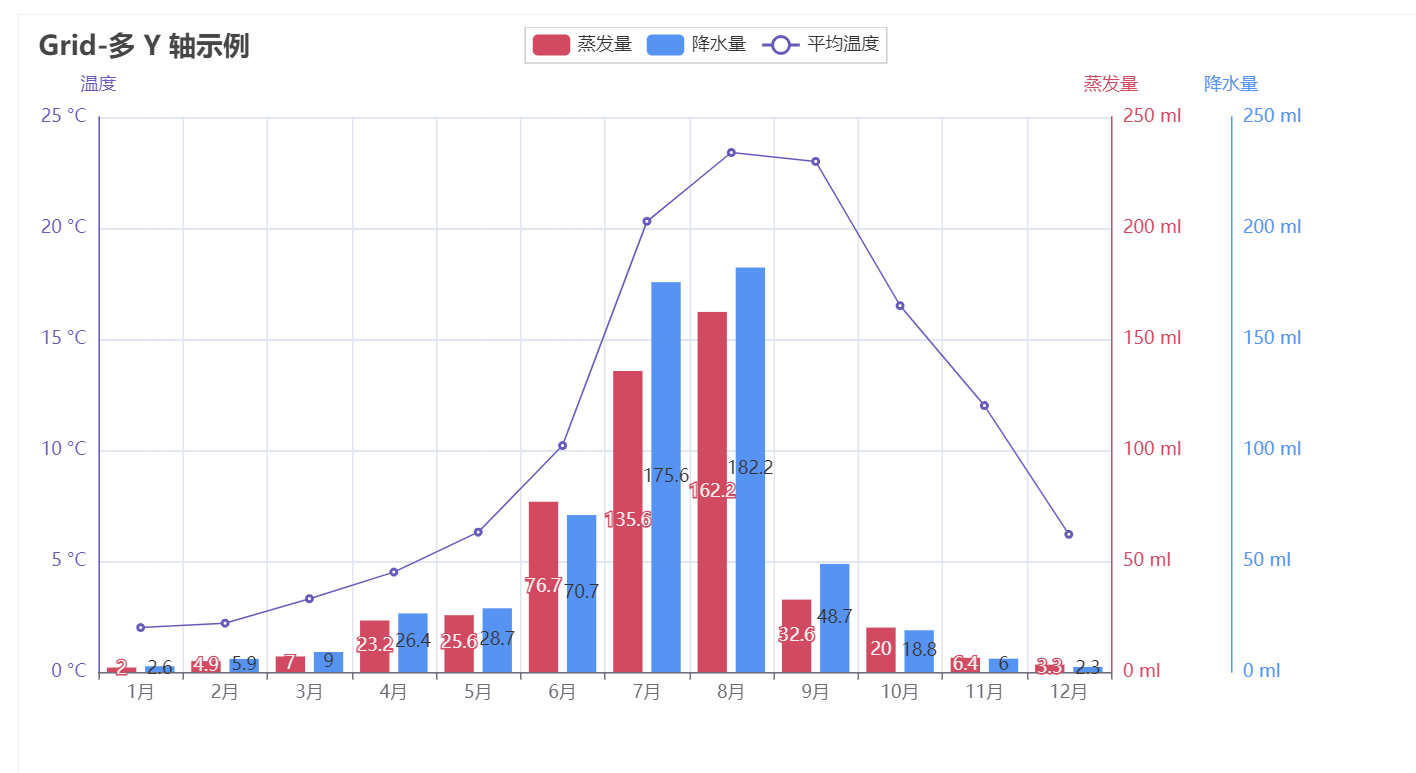 Grid-多 Y 轴示例
蒸发量 降水量 平均温度
温度 蒸发量 降水量
25 °C 250 ml 250 ml
20 °C 200 ml 200 ml
15 °C 150 ml 150 ml
10 °C 100 ml 100 ml
5 °C 50 ml 50 ml
0 °C 0 ml 0 ml
2 2.6 4.9 5.9 7 9 23.2 26.4 25.6 28.7 76.7 70.7 135.6 175.6 162.2 182.2 32.6 48.7 20 18.8 6.4 6 3.3 2.3
1月 2月 3月 4月 5月 6月 7月 8月 9月 10月 11月 12月